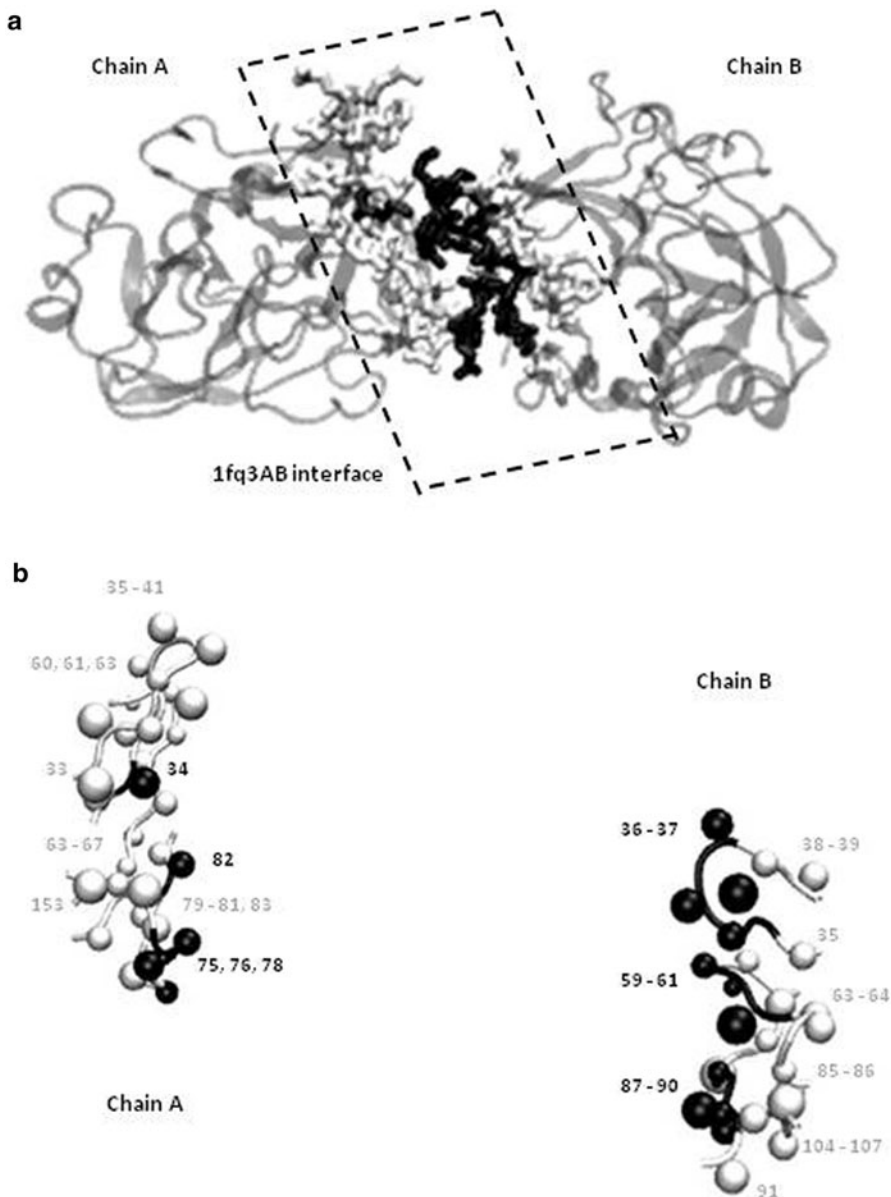 a
Chain A
Chain B
1fq3AB interface
b
35 - 41
60, 61, 63
33
34
63 - 67
82
153
79 - 81, 83
75, 76, 78
Chain A
Chain B
36 - 37
38 - 39
35
59 - 61
63 - 64
85 - 86
87 - 90
104 - 107
91